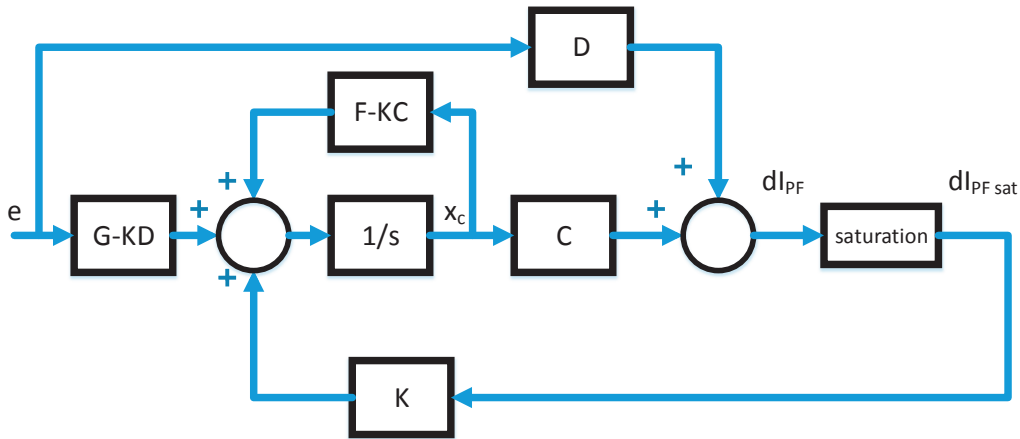 D
F-KC
+
+
e
G-KD
+
1/s
x_c
C
+
+
dI_PF
saturation
dI_PF sat
K